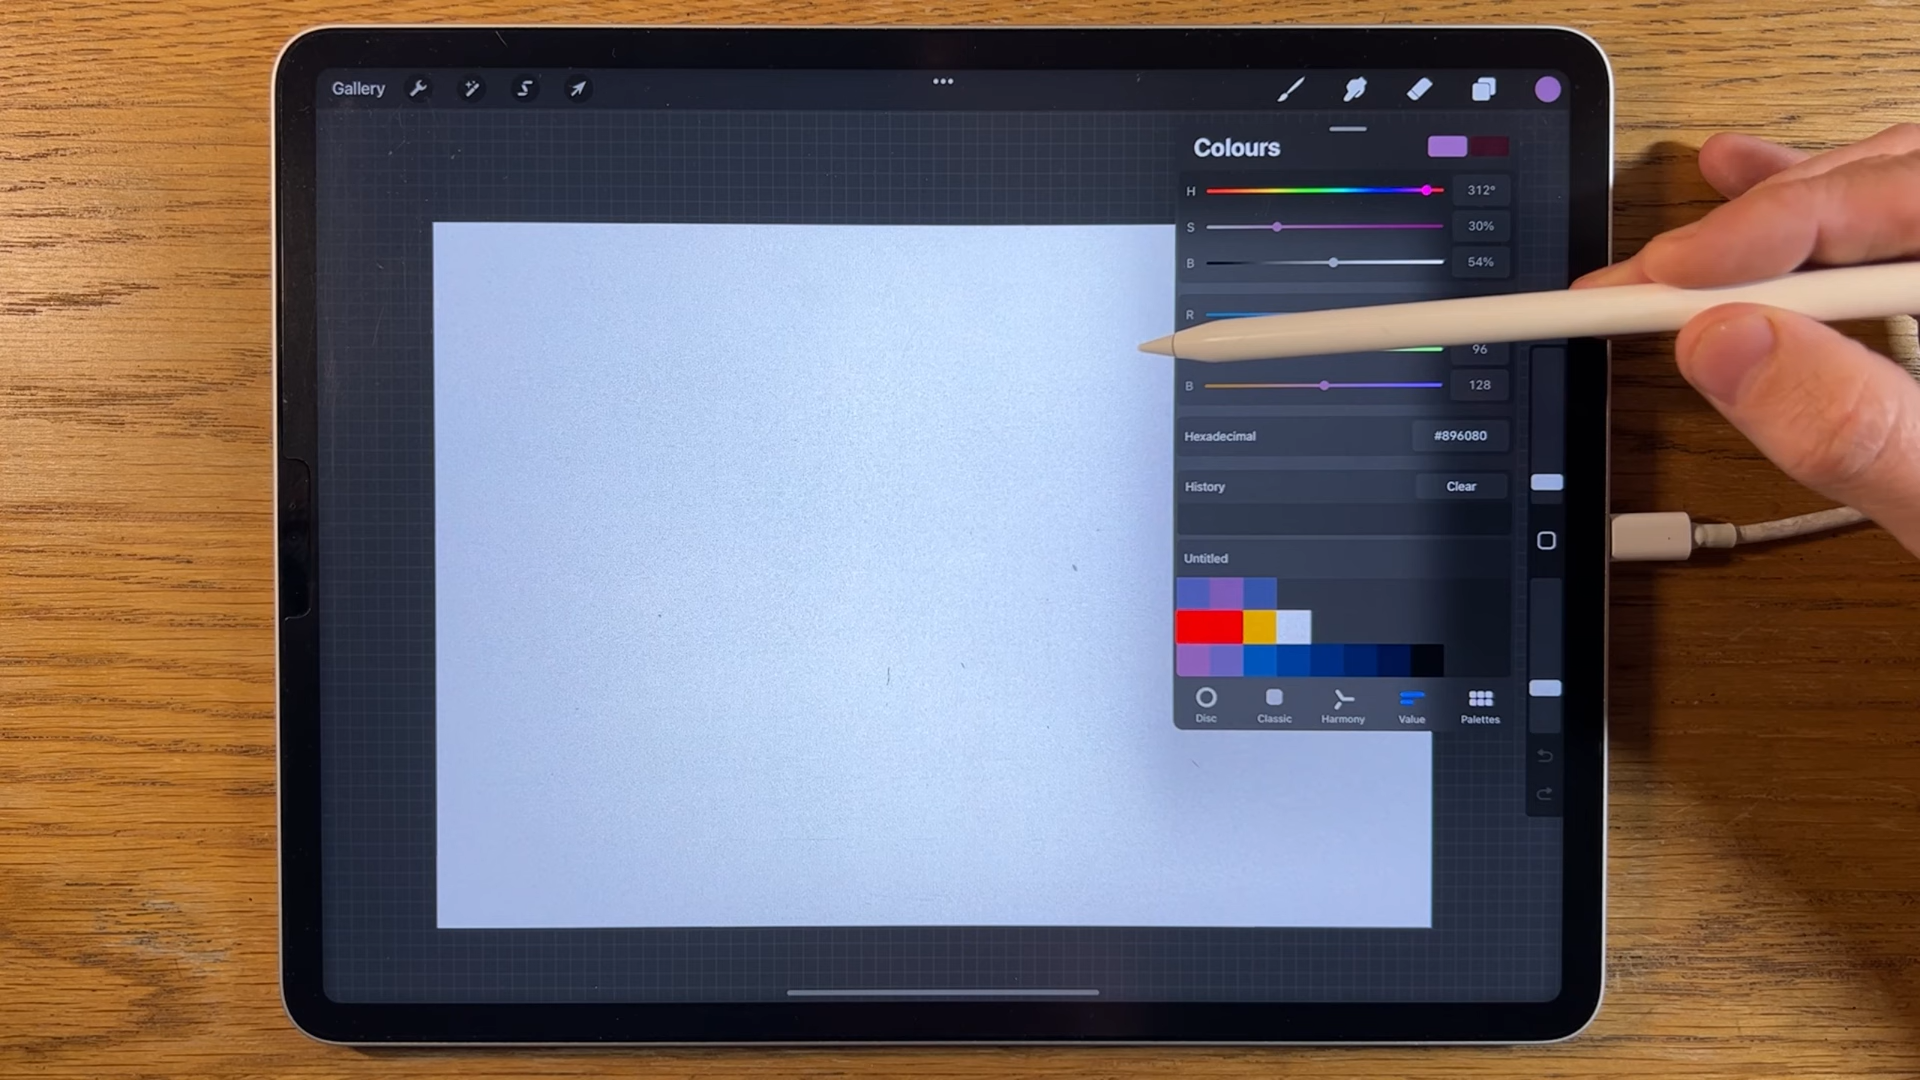 Gallery
Colours
H 312°
S 30%
B 54%
R
96
B 128
Hexadecimal #896080
History Clear
Untitled
Disc Classic Harmony Value Palettes